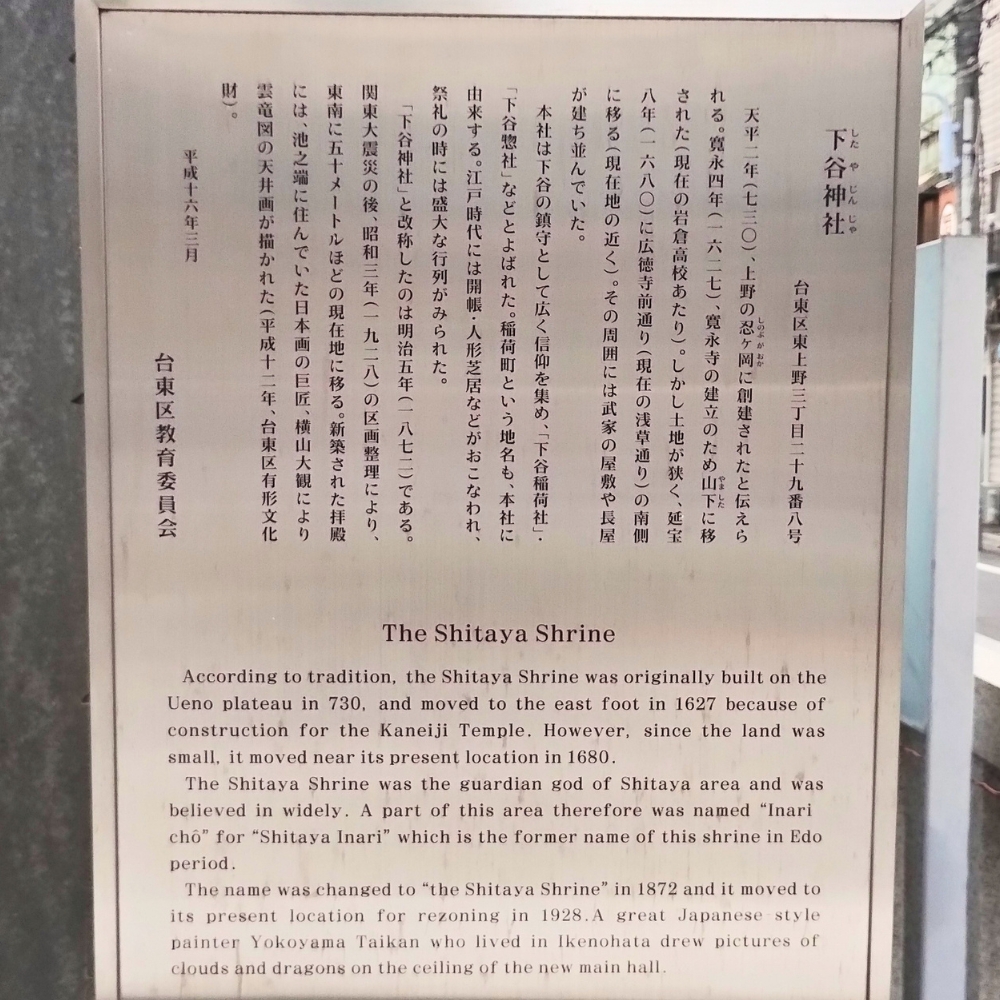 下谷神社
したやじんじや
台東区東上野三丁目二十九番八号
天平二年(七三〇)、上野の忍ヶ岡に創建されたと伝えら
しのぶがおか
れる。寛永四年(一六二七)、寛永寺の建立のため山下に移
やました
された(現在の岩倉高校あたり)。しかし土地が狭く、延宝
八年(一六八〇)に広徳寺前通り(現在の浅草通り)の南側
に移る(現在地の近く)。その周囲には武家の屋敷や長屋
が建ち並んでいた。
本社は下谷の鎮守として広く信仰を集め、「下谷稲荷社」・
「下谷惣社」などとよばれた。稲荷町という地名も、本社に
由来する。江戸時代には開帳・人形芝居などがおこなわれ、
祭礼の時には盛大な行列がみられた。
「下谷神社」と改称したのは明治五年(一八七二)である。
関東大震災の後、昭和三年(一九二八)の区画整理により、
東南に五十メートルほどの現在地に移る。新築された拝殿
には、池之端に住んでいた日本画の巨匠、横山大観により
雲竜図の天井画が描かれた(平成十二年、台東区有形文化
財)。
平成十六年三月
台東区教育委員会
The Shitaya Shrine
According to tradition, the Shitaya Shrine was originally built on the
Ueno plateau in 730, and moved to the east foot in 1627 because of
construction for the Kaneiji Temple. However, since the land was
small, it moved near its present location in 1680.
The Shitaya Shrine was the guardian god of Shitaya area and was
believed in widely. A part of this area therefore was named “Inari
chô” for “Shitaya Inari” which is the former name of this shrine in Edo
period.
The name was changed to “the Shitaya Shrine” in 1872 and it moved to
its present location for rezoning in 1928. A great Japanese style
painter Yokoyama Taikan who lived in Ikenohata drew pictures of
clouds and dragons on the ceiling of the new main hall.